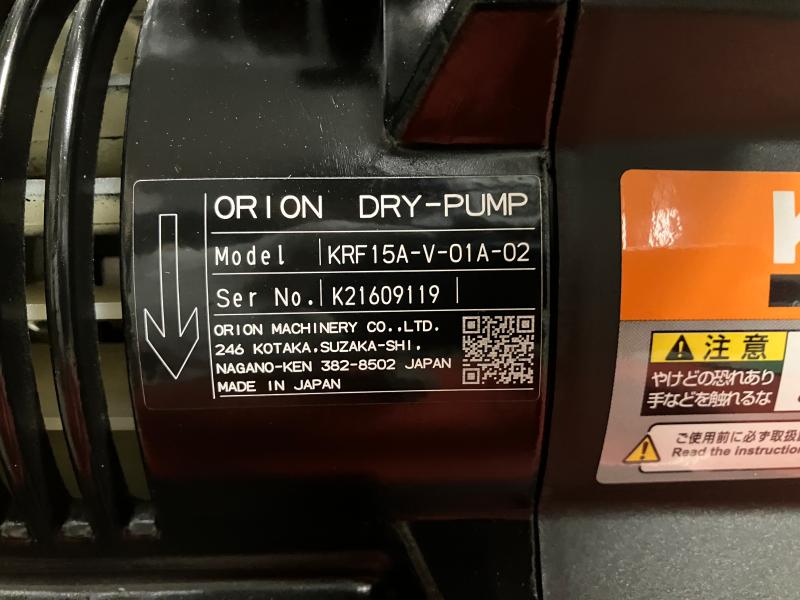 ORION DRY-PUMP
Model KRF15A-V-01A-02
Ser No. K21609119
ORION MACHINERY CO.,LTD.
246 KOTAKA.SUZAKA-SHI.
NAGANO-KEN 382-8502 JAPAN
MADE IN JAPAN
K
注意
やけどの恐れあり
手などを触れるな
ご使用前に必ず取扱
Read the instruction